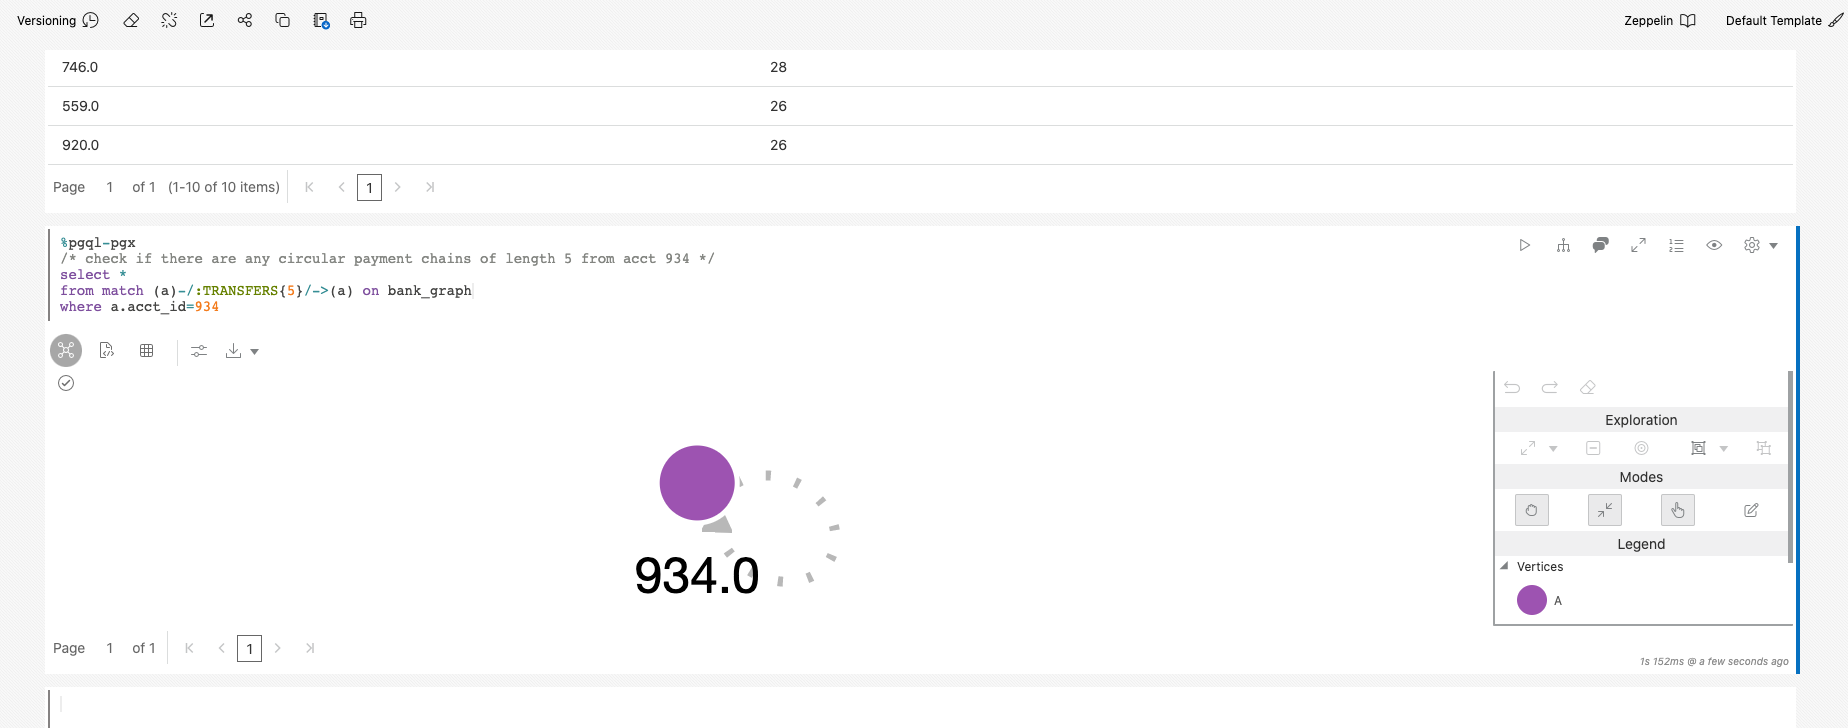 Versioning
Zeppelin
Default Template
746.0 28
559.0 26
920.0 26
Page 1 of 1 (1-10 of 10 items) 1
%pgql-pgx
/* check if there are any circular payment chains of length 5 from acct 934 */
select *
from match (a)-/:TRANSFERS{5}/->(a) on bank_graph
where a.acct_id=934
Exploration
Modes
Legend
Vertices
A
934.0
Page 1 of 1 1
1s 152ms @ a few seconds ago